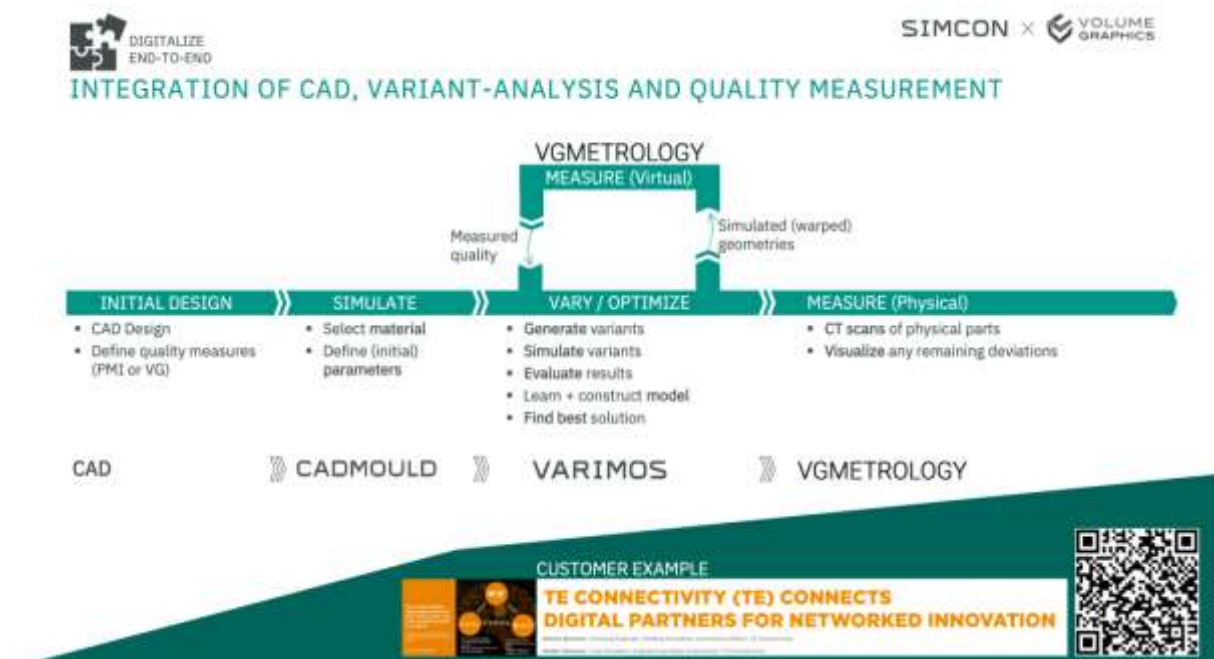 DIGITALIZE
END-TO-END
SIMCON × VOLUME
GRAPHICS
INTEGRATION OF CAD, VARIANT-ANALYSIS AND QUALITY MEASUREMENT
VGMETROLOGY
MEASURE (Virtual)
Measured
quality
Simulated (warped)
geometries
INITIAL DESIGN
• CAD Design
• Define quality measures
(PMI or VG)
SIMULATE
• Select material
• Define (initial)
parameters
VARY / OPTIMIZE
• Generate variants
• Simulate variants
• Evaluate results
• Learn + construct model
• Find best solution
MEASURE (Physical)
• CT scans of physical parts
• Visualize any remaining deviations
CAD
CADMOULD
VARIMOS
VGMETROLOGY
CUSTOMER EXAMPLE
TE CONNECTIVITY (TE) CONNECTS
DIGITAL PARTNERS FOR NETWORKED INNOVATION